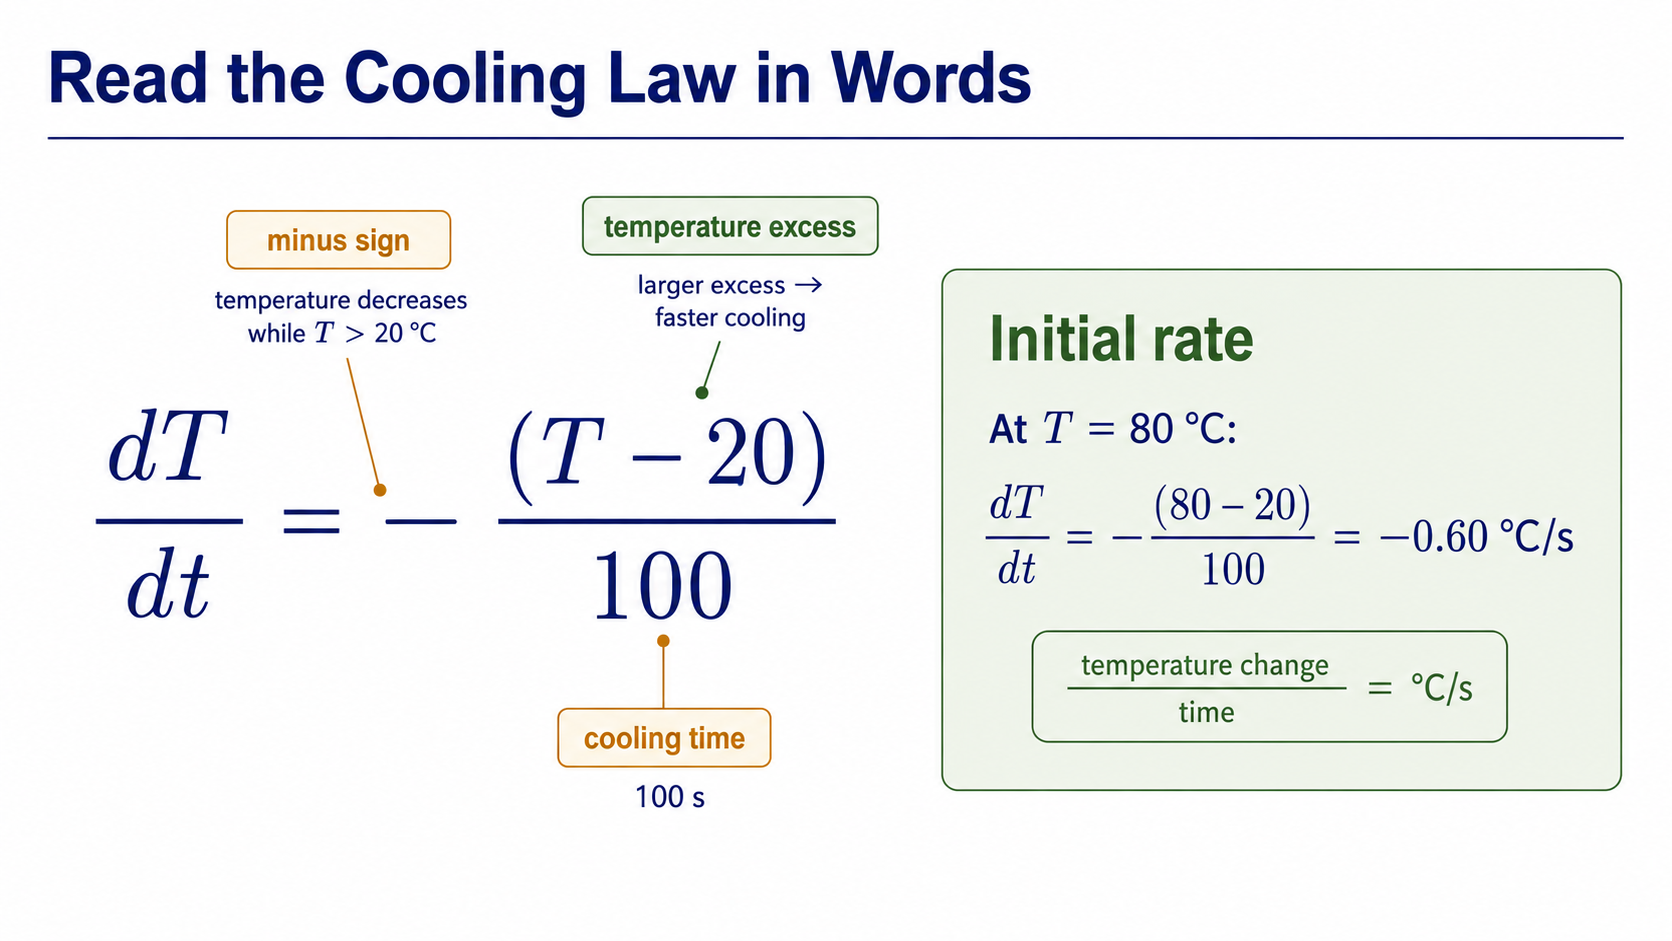 Read the Cooling Law in Words
minus sign
temperature decreases
while T > 20 °C
temperature excess
larger excess →
faster cooling
dT/dt = − (T − 20)/100
cooling time
100 s
Initial rate
At T = 80 °C:
dT/dt = −(80 − 20)/100 = −0.60 °C/s
temperature change/time = °C/s